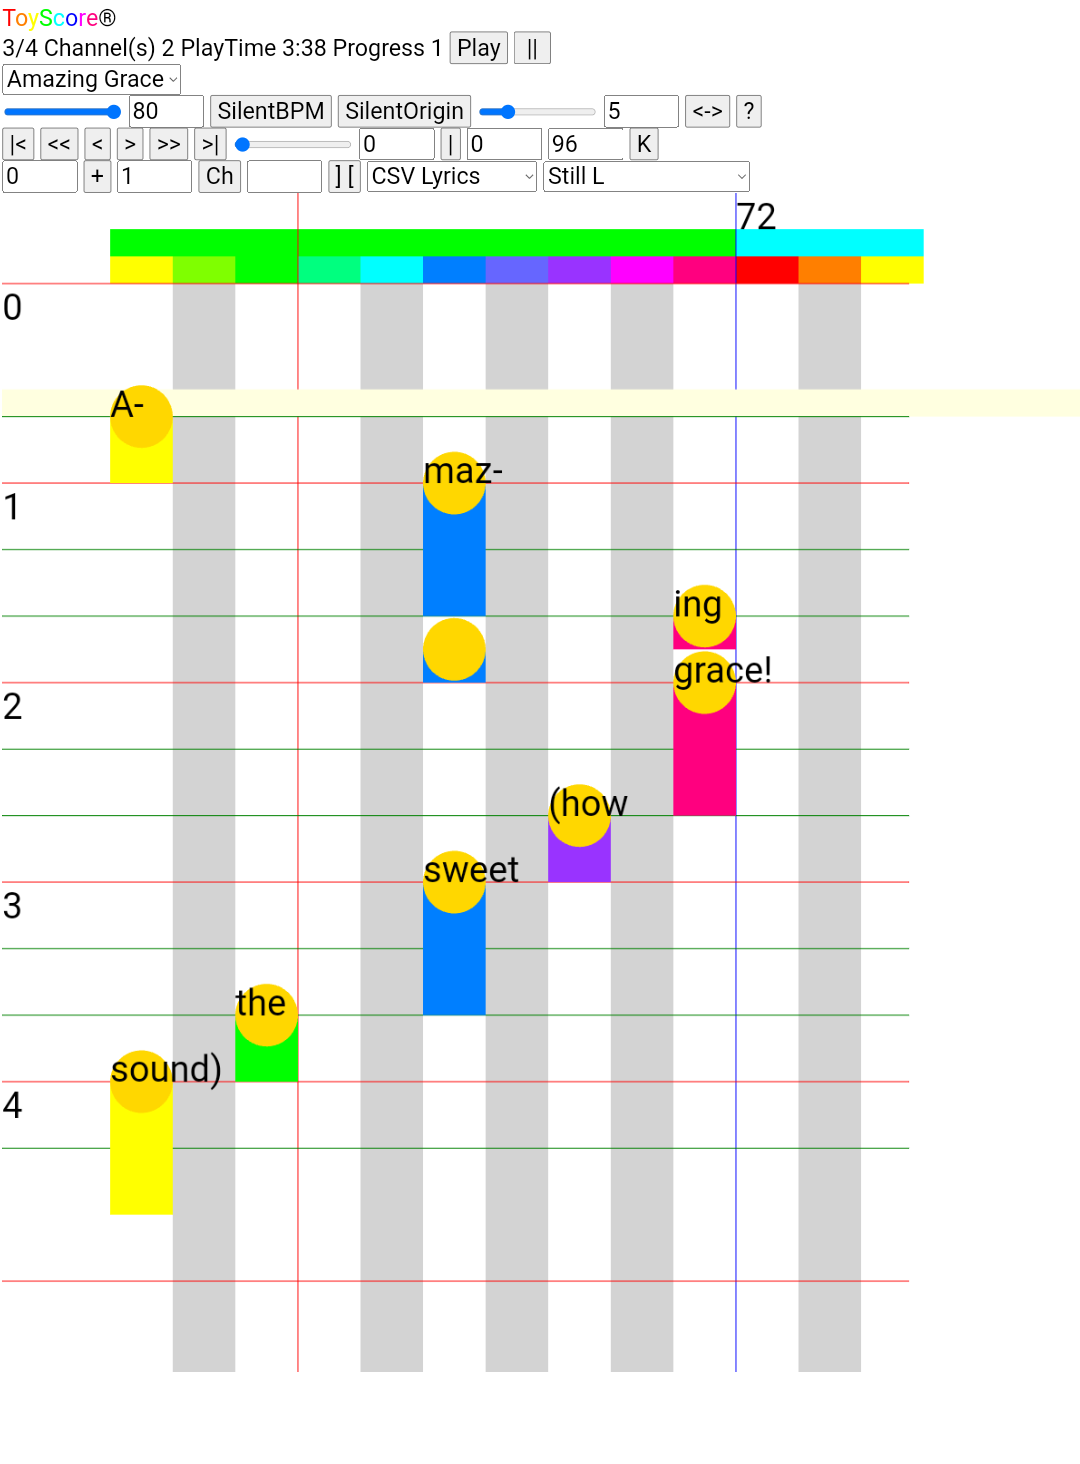 ToyScore®
3/4 Channel(s) 2 PlayTime 3:38 Progress 1 Play ||
Amazing Grace
80 SilentBPM SilentOrigin 5 <-> ?
|< << < > >> >| 0 | 0 96 K
0 + 1 Ch ] [ CSV Lyrics Still L
72
0
A-
maz-
1
ing
grace!
2
(how
sweet
3
the
sound)
4